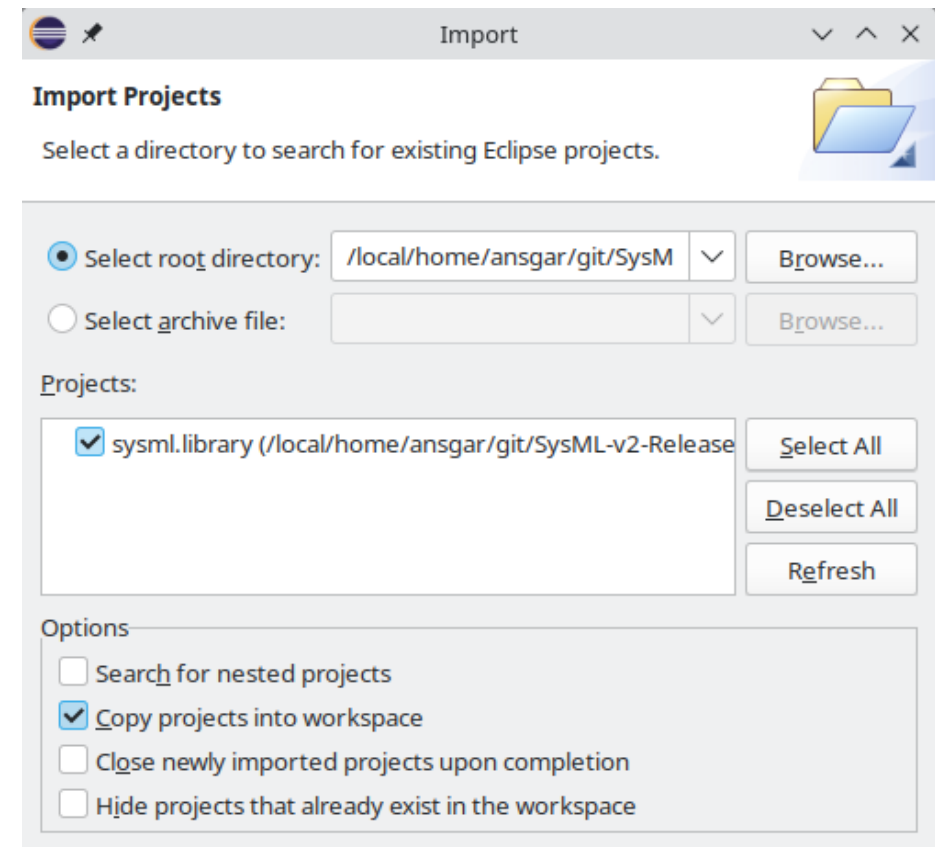 Import
Import Projects
Select a directory to search for existing Eclipse projects.
Select root directory: /local/home/ansgar/git/SysM Browse...
Select archive file: Browse...
Projects:
sysml.library (/local/home/ansgar/git/SysML-v2-Release Select All
Deselect All
Refresh
Options
Search for nested projects
Copy projects into workspace
Close newly imported projects upon completion
Hide projects that already exist in the workspace